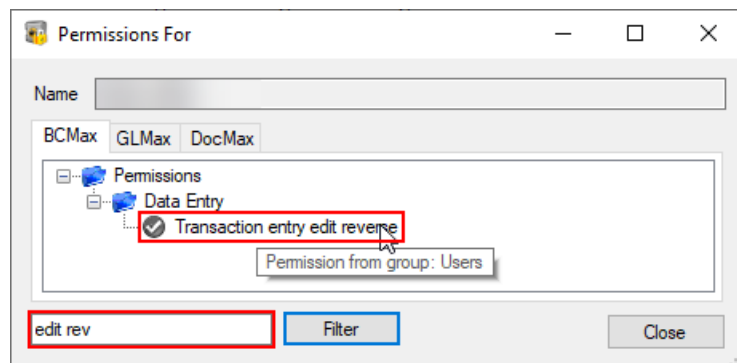 Permissions For
Name
BCMax GLMax DocMax
Permissions
Data Entry
Transaction entry edit reverse
Permission from group: Users
edit rev Filter Close